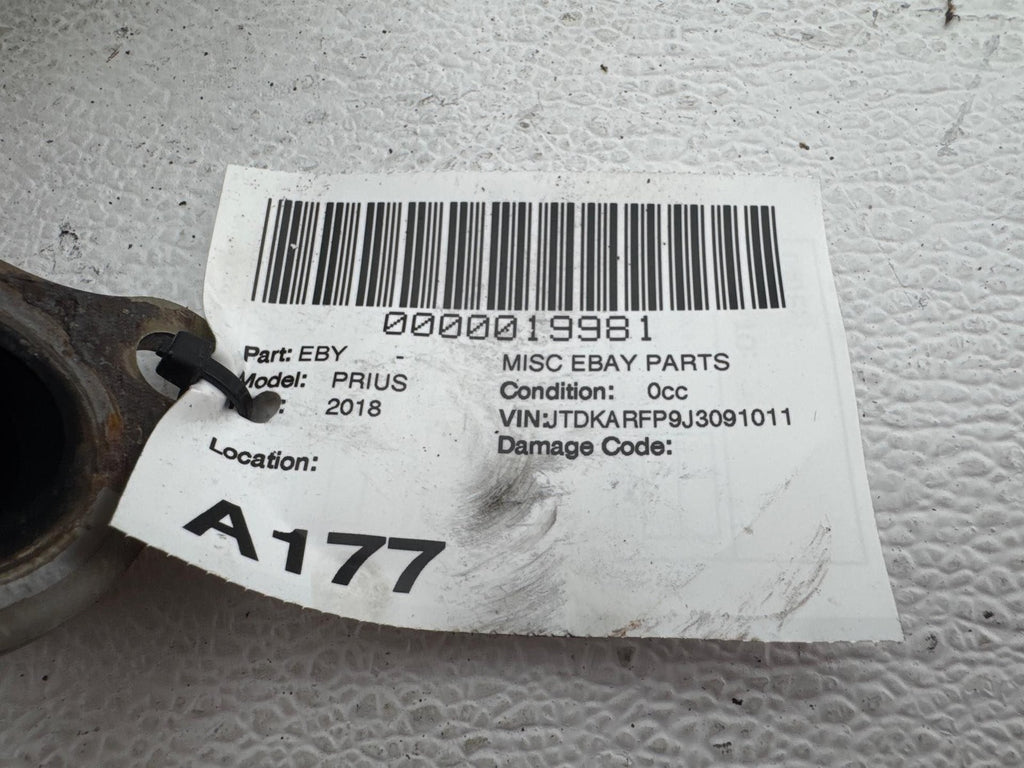 0000019981
Part: EBY - MISC EBAY PARTS
Model: PRIUS Condition: 0cc
: 2018 VIN:JTDKARFP9J3091011
Location: Damage Code:
A177